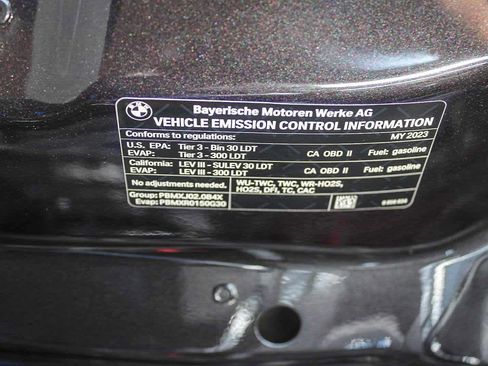 BMW
Bayerische Motoren Werke AG
VEHICLE EMISSION CONTROL INFORMATION
Conforms to regulations: MY 2023
U.S. EPA: Tier 3 - Bin 30 LDT
EVAP: Tier 3 - 300 LDT CA OBD II Fuel: gasoline
California: LEV III - SULEV 30 LDT
EVAP: LEV III - 300 LDT CA OBD II Fuel: gasoline
No adjustments needed. WU-TWC, TWC, WR-HO2S,
HO2S, DFI, TC, CAC
Group: PBMXJ02.0B4X
Evap: PBMXR0150G30